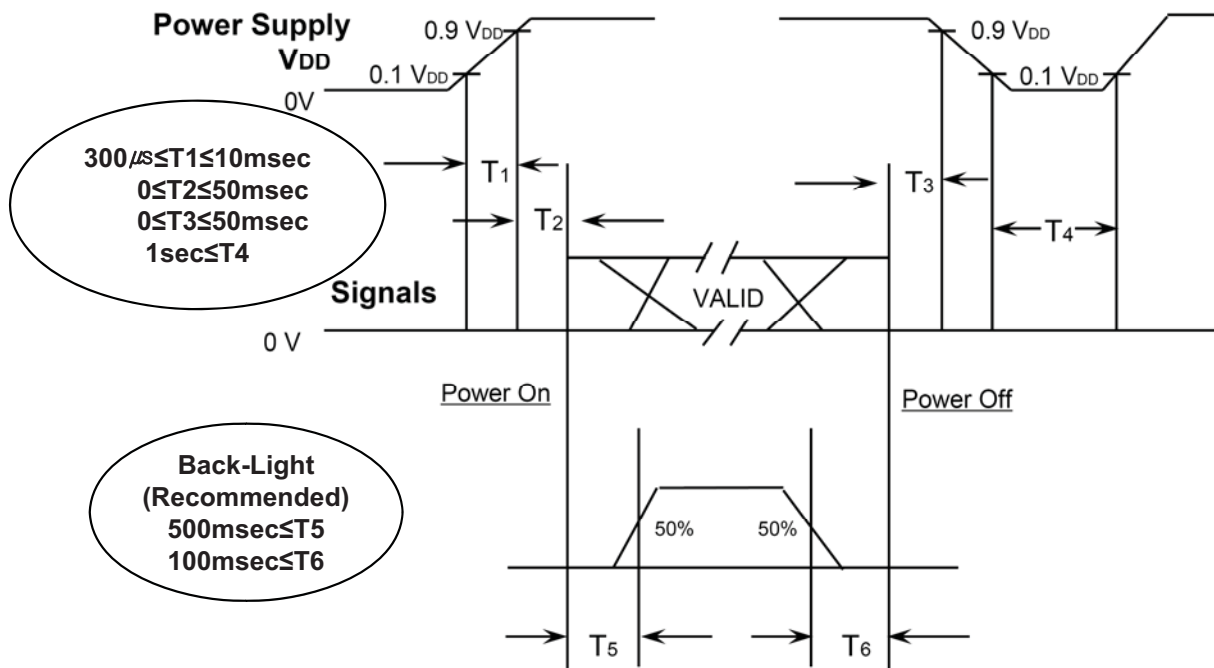 Power Supply
VDD
0.9 VDD
0.1 VDD
0V
0.9 VDD
0.1 VDD
300㎲≤T1≤10msec
0≤T2≤50msec
0≤T3≤50msec
1sec≤T4
T1
T2
T3
T4
Signals
VALID
0 V
Power On
Power Off
Back-Light
(Recommended)
500msec≤T5
100msec≤T6
50%
50%
T5
T6